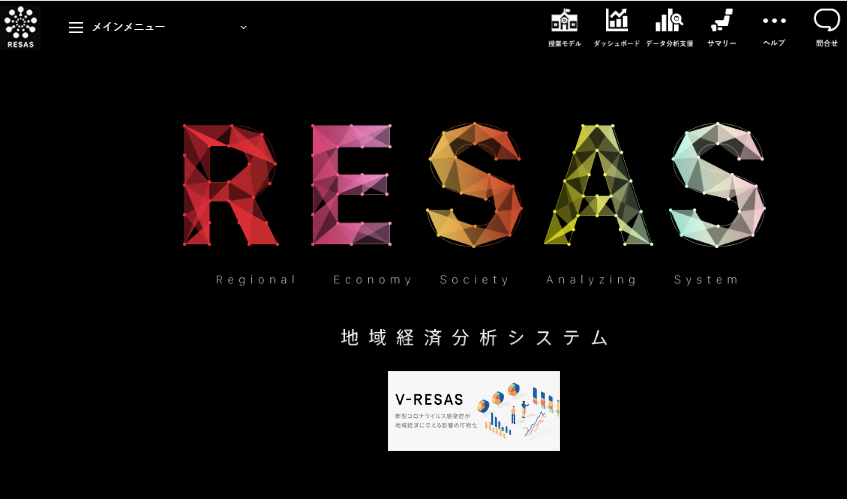 RESAS
メインメニュー
授業モデル
ダッシュボード
データ分析支援
サマリー
ヘルプ
問合せ
RESAS
Regional Economy Society Analyzing System
地域経済分析システム
V-RESAS
新型コロナウイルス感染症が
地域経済に与える影響の可視化